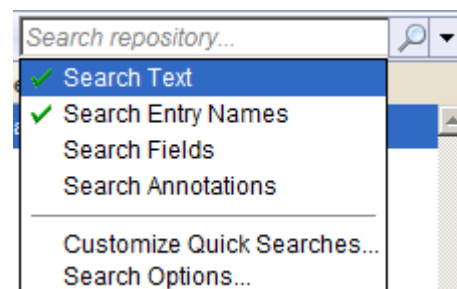 Search repository...
Search Text
Search Entry Names
Search Fields
Search Annotations
Customize Quick Searches...
Search Options...